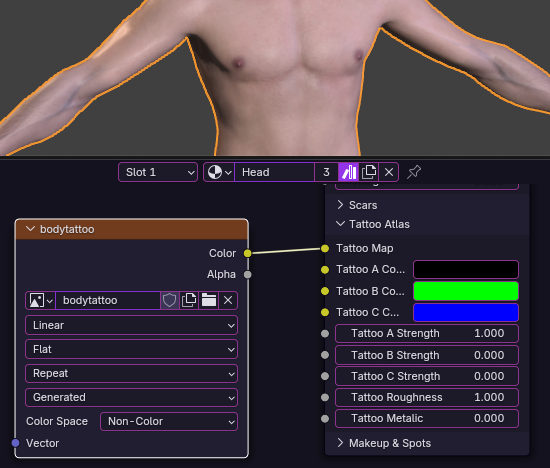 Slot 1
Head
3
Scars
bodytattoo
Tattoo Atlas
Color
Tattoo Map
Alpha
Tattoo A Co...
Tattoo B Co...
bodytattoo
Tattoo C C...
Linear
Tattoo A Strength 1.000
Flat
Tattoo B Strength 0.000
Repeat
Tattoo C Strength 0.000
Generated
Tattoo Roughness 1.000
Color Space Non-Color
Tattoo Metalic 0.000
Vector
Makeup & Spots